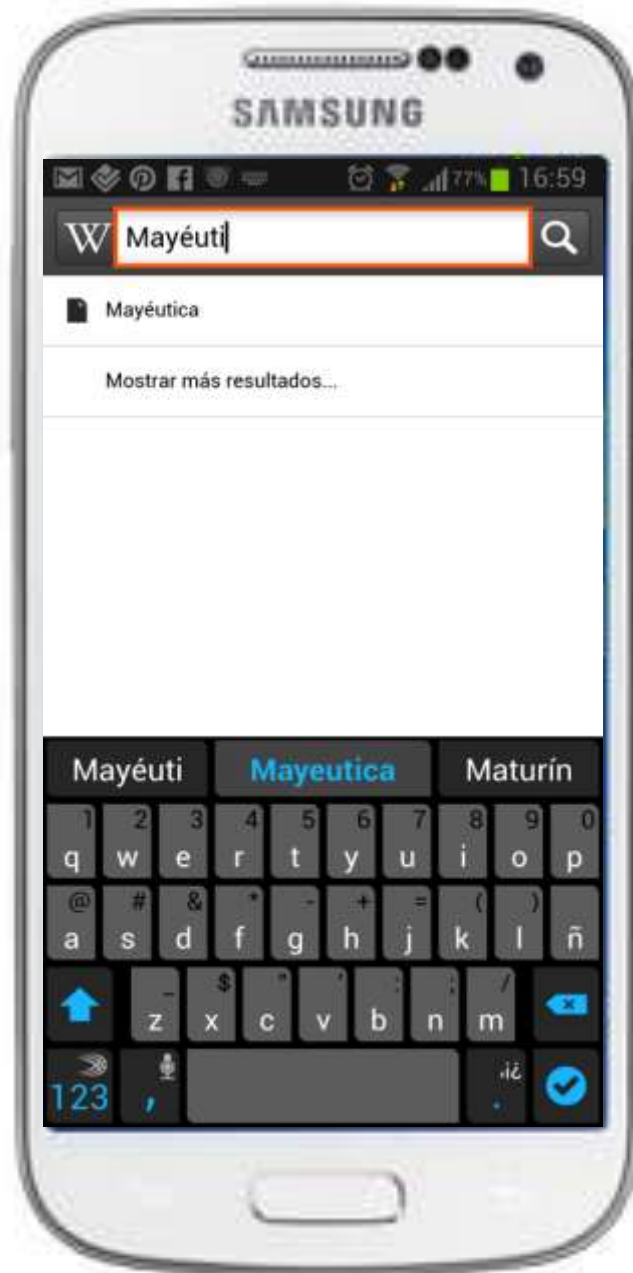 SAMSUNG
77% 16:59
W Mayéuti
Mayéutica
Mostrar más resultados...
Mayéuti Mayeutica Maturín
1 2 3 4 5 6 7 8 9 0
q w e r t y u i o p
@ # & * - + = ( )
a s d f g h j k l ñ
_ $ " ' : ; /
z x c v b n m
123 , .¡¿ .